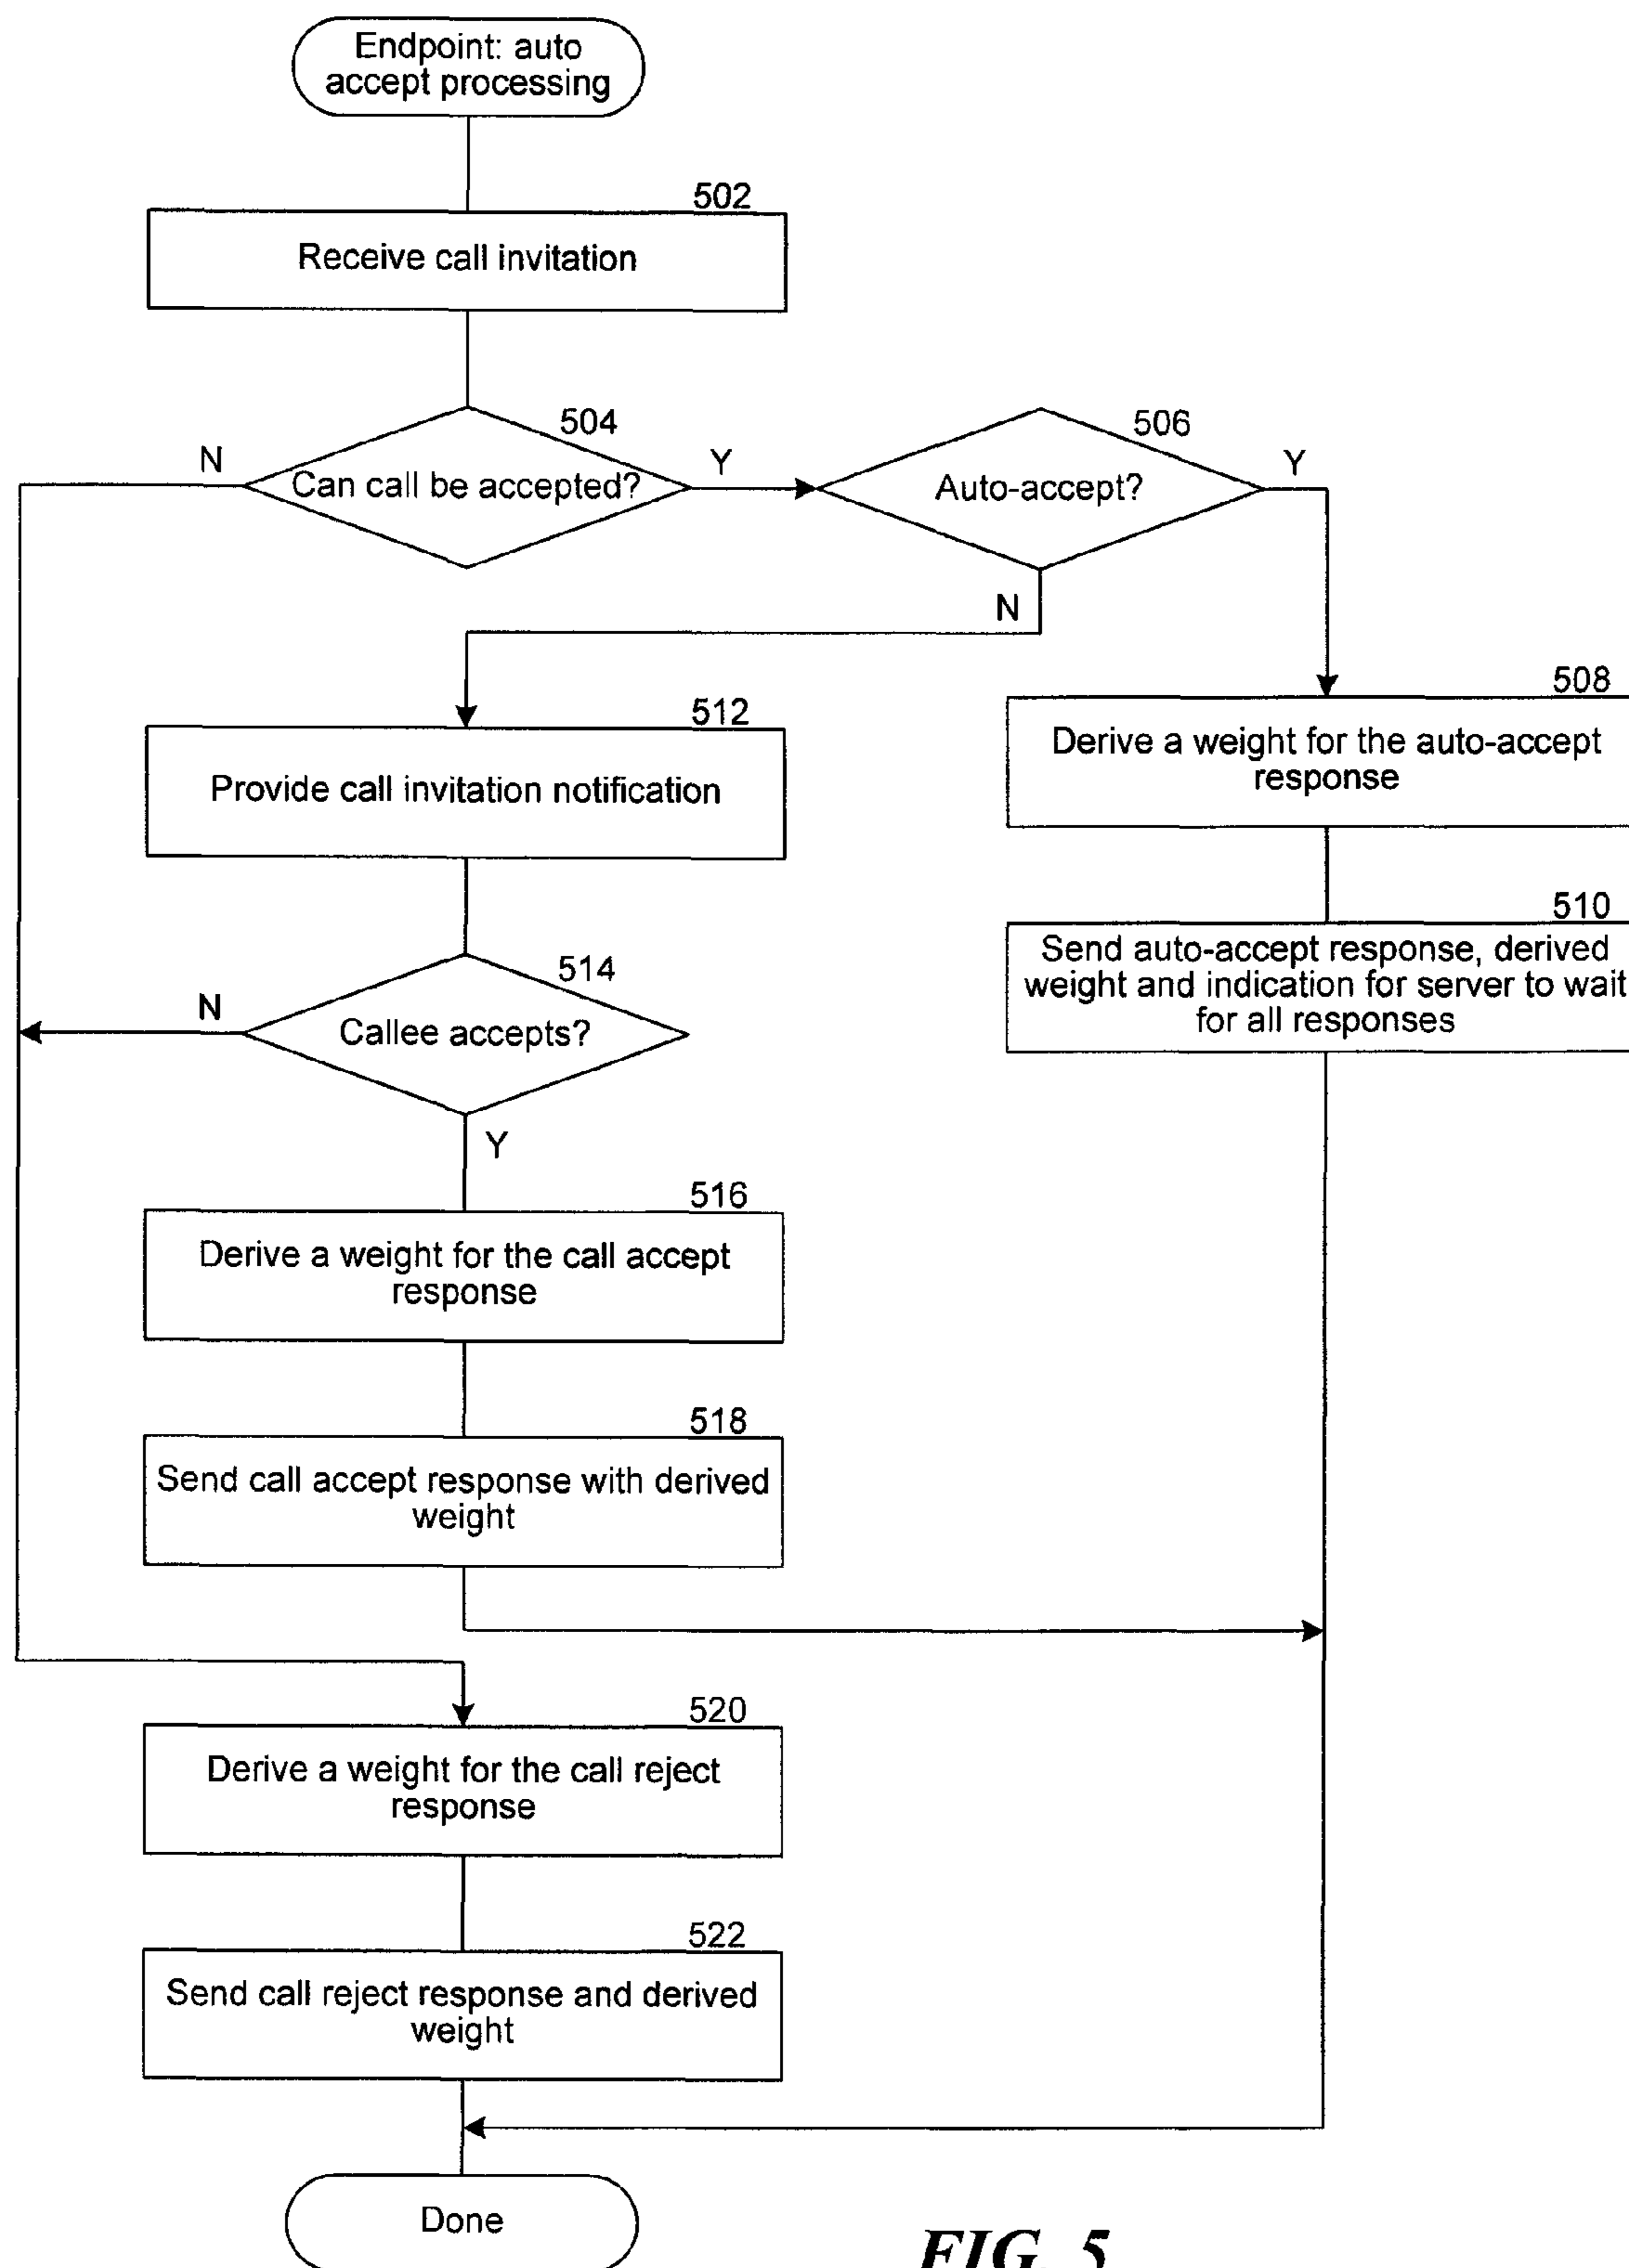 Endpoint: auto
accept processing
502
Receive call invitation
504
N
Can call be accepted?
Y
506
Auto-accept?
Y
N
508
Derive a weight for the auto-accept
response
512
Provide call invitation notification
510
Send auto-accept response, derived
weight and indication for server to wait
for all responses
514
N
Callee accepts?
Y
516
Derive a weight for the call accept
response
518
Send call accept response with derived
weight
520
Derive a weight for the call reject
response
522
Send call reject response and derived
weight
Done
FIG. 5